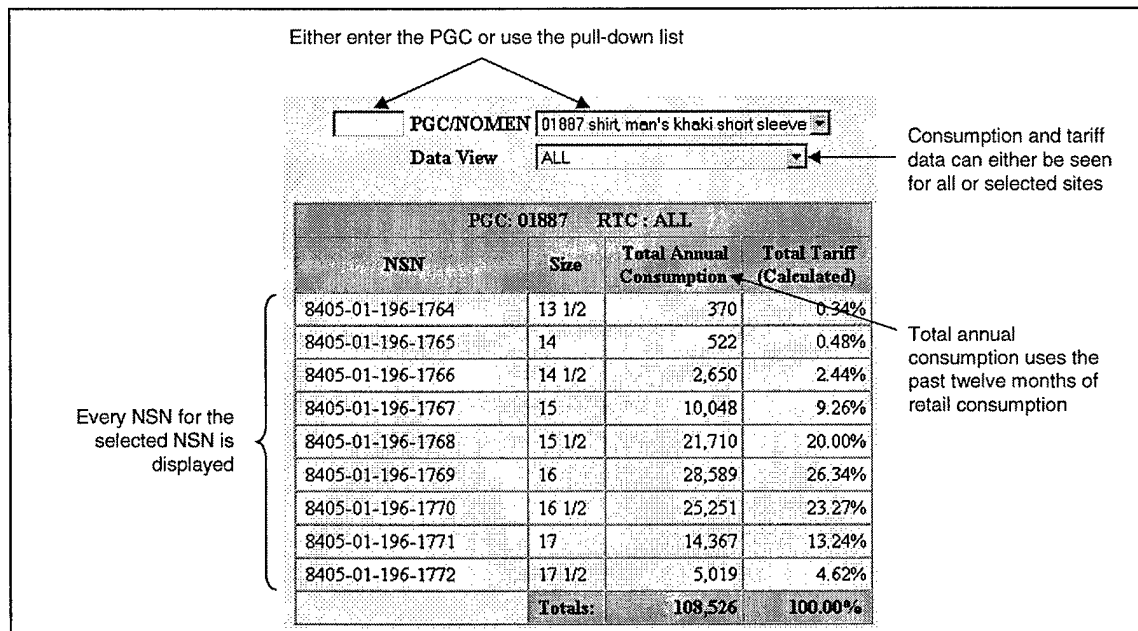 Either enter the PGC or use the pull-down list
PGC/NOMEN 01887 shirt, man's khaki short sleeve
Data View ALL
Consumption and tariff
data can either be seen
for all or selected sites
PGC: 01887 RTC : ALL
NSN Size Total Annual Consumption Total Tariff (Calculated)
8405-01-196-1764 13 1/2 370 0.34%
8405-01-196-1765 14 522 0.48%
8405-01-196-1766 14 1/2 2,650 2.44%
8405-01-196-1767 15 10,048 9.26%
8405-01-196-1768 15 1/2 21,710 20.00%
8405-01-196-1769 16 28,589 26.34%
8405-01-196-1770 16 1/2 25,251 23.27%
8405-01-196-1771 17 14,367 13.24%
8405-01-196-1772 17 1/2 5,019 4.62%
Totals: 108,526 100.00%
Total annual
consumption uses the
past twelve months of
retail consumption
Every NSN for the
selected NSN is
displayed